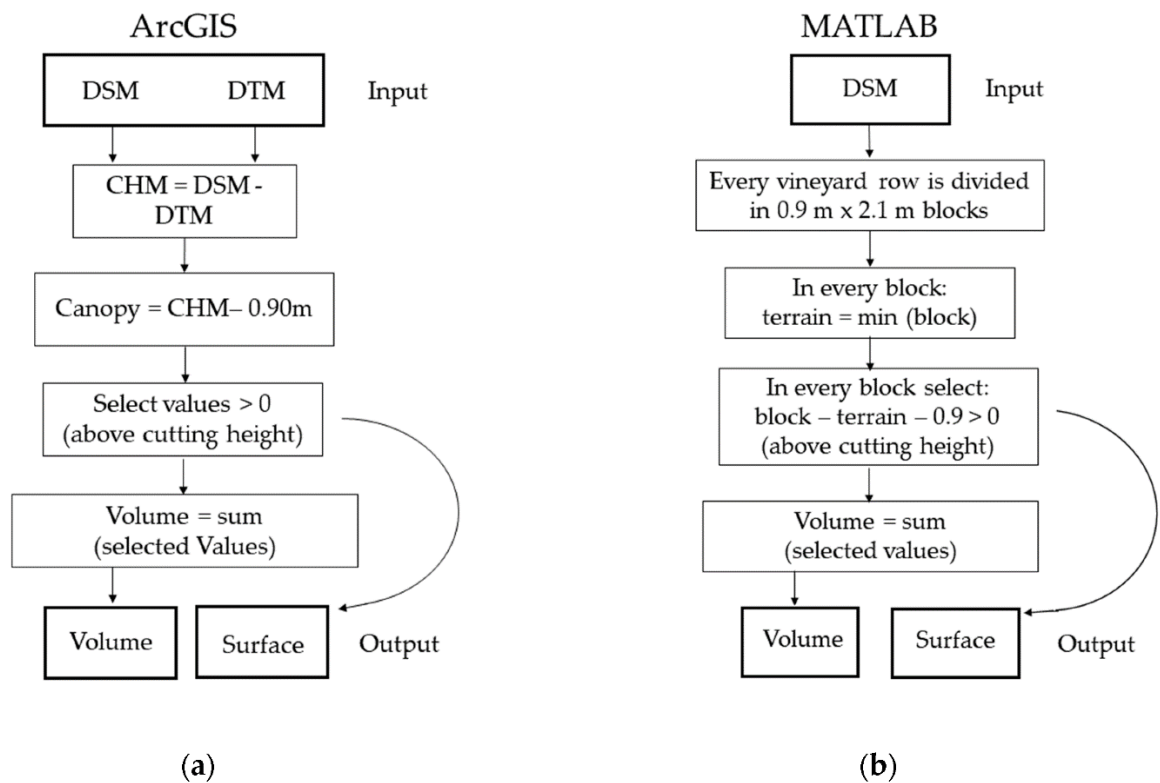 ArcGIS
DSM DTM
Input
CHM = DSM -
DTM
Canopy = CHM– 0.90m
Select values > 0
(above cutting height)
Volume = sum
(selected Values)
Volume
Surface
Output
(a)
MATLAB
DSM
Input
Every vineyard row is divided
in 0.9 m x 2.1 m blocks
In every block:
terrain = min (block)
In every block select:
block – terrain – 0.9 > 0
(above cutting height)
Volume = sum
(selected values)
Volume
Surface
Output
(b)